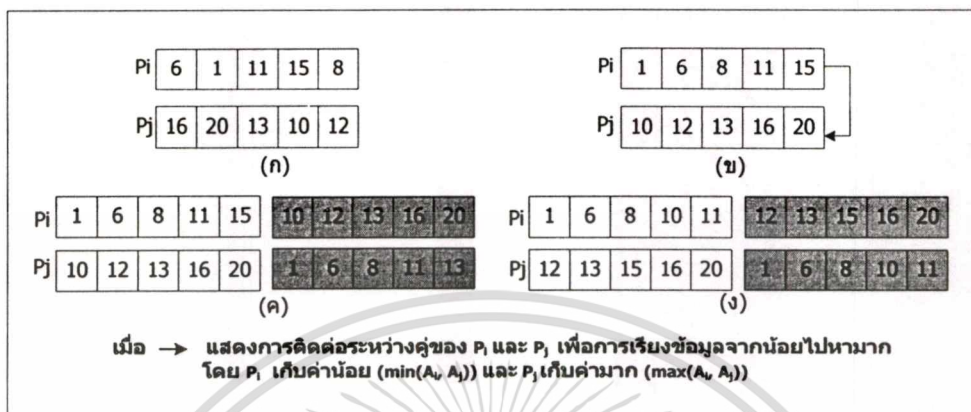 Pi 6 1 11 15 8
Pj 16 20 13 10 12
(ก)
Pi 1 6 8 11 15
Pj 10 12 13 16 20
(ข)
Pi 1 6 8 11 15 10 12 13 16 20
Pj 10 12 13 16 20 1 6 8 11 13
(ค)
Pi 1 6 8 10 11 12 13 15 16 20
Pj 12 13 15 16 20 1 6 8 10 11
(ง)
เมื่อ → แสดงการติดต่อระหว่างคู่ของ Pi และ Pj เพื่อการเรียงข้อมูลจากน้อยไปหามาก
โดย Pi เก็บค่าน้อย (min(Ai, Aj)) และ Pj เก็บค่ามาก (max(Ai, Aj))